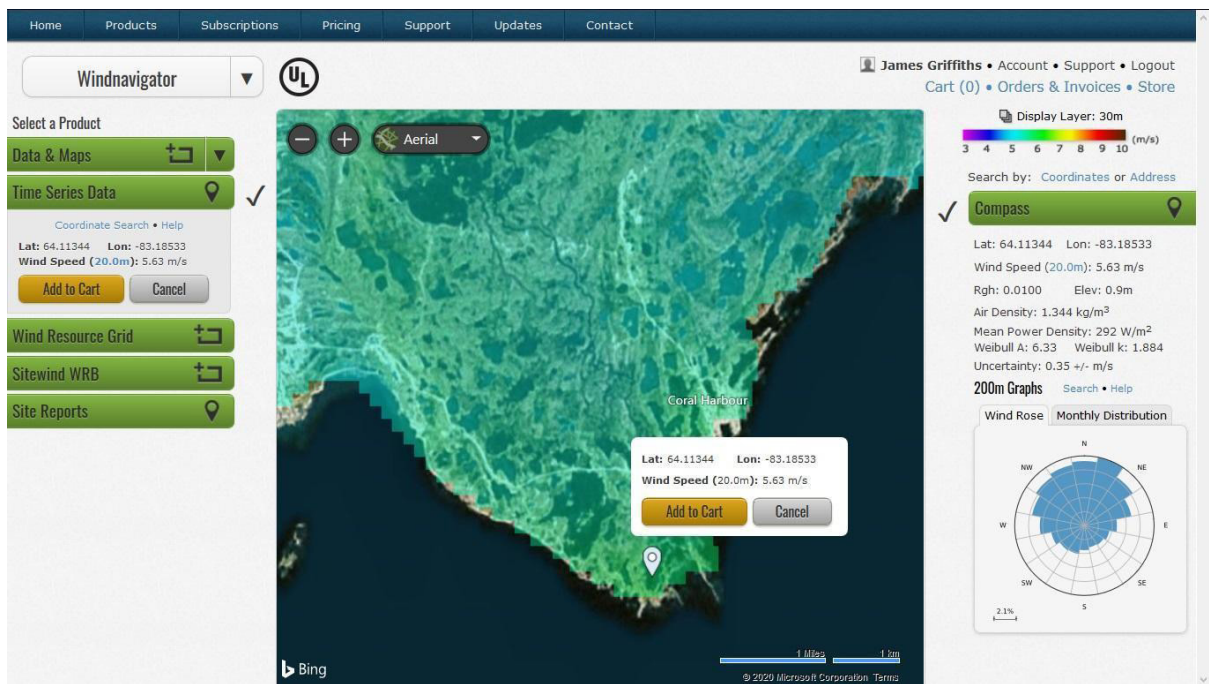 Home Products Subscriptions Pricing Support Updates Contact
Windnavigator
UL
James Griffiths • Account • Support • Logout
Cart (0) • Orders & Invoices • Store
Select a Product
Data & Maps
Time Series Data
Coordinate Search • Help
Lat: 64.11344 Lon: -83.18533
Wind Speed (20.0m): 5.63 m/s
Add to Cart Cancel
Wind Resource Grid
Sitewind WRB
Site Reports
Aerial
Coral Harbour
Lat: 64.11344 Lon: -83.18533
Wind Speed (20.0m): 5.63 m/s
Add to Cart Cancel
Bing
1 Miles 1 km
© 2020 Microsoft Corporation Terms
Display Layer: 30m
3 4 5 6 7 8 9 10 (m/s)
Search by: Coordinates or Address
Compass
Lat: 64.11344 Lon: -83.18533
Wind Speed (20.0m): 5.63 m/s
Rgh: 0.0100 Elev: 0.9m
Air Density: 1.344 kg/m³
Mean Power Density: 292 W/m²
Weibull A: 6.33 Weibull k: 1.884
Uncertainty: 0.35 +/- m/s
200m Graphs Search • Help
Wind Rose Monthly Distribution
N
NW NE
W E
SW SE
S
2.1%